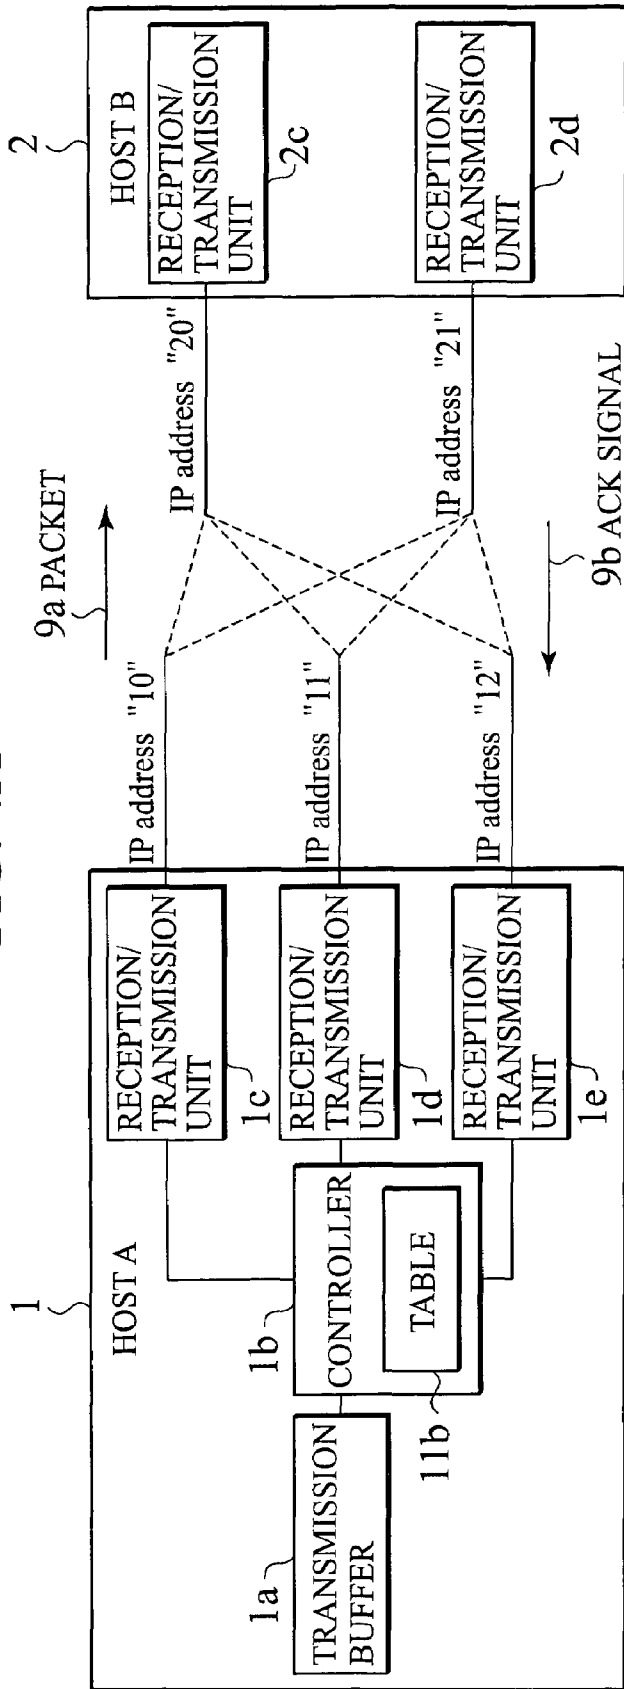 1
HOST A
1a
TRANSMISSION
BUFFER
1b
CONTROLLER
TABLE
11b
RECEPTION/
TRANSMISSION
UNIT
1c
RECEPTION/
TRANSMISSION
UNIT
1d
RECEPTION/
TRANSMISSION
UNIT
1e
IP address "10"
IP address "11"
IP address "12"
9a PACKET
9b ACK SIGNAL
IP address "20"
IP address "21"
2
HOST B
RECEPTION/
TRANSMISSION
UNIT
2c
RECEPTION/
TRANSMISSION
UNIT
2d